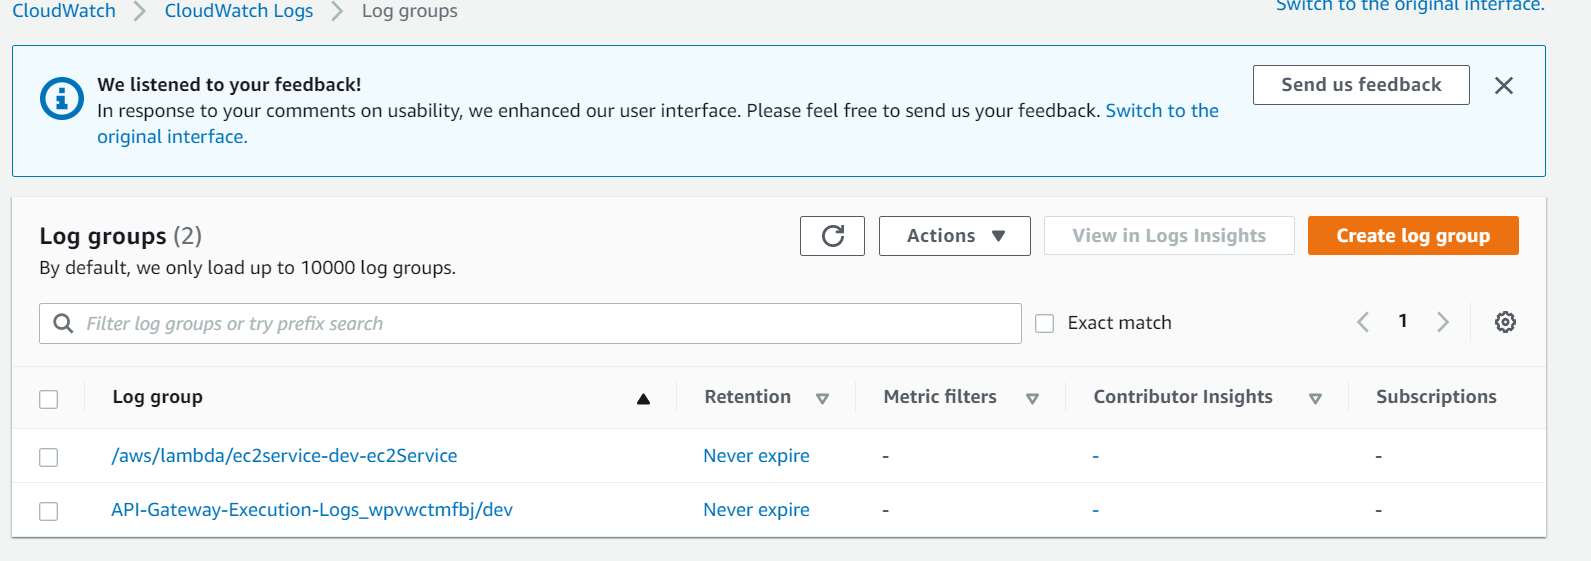 CloudWatch > CloudWatch Logs > Log groups
Switch to the original interface.
We listened to your feedback!
In response to your comments on usability, we enhanced our user interface. Please feel free to send us your feedback. Switch to the
original interface.
Send us feedback
Log groups (2)
By default, we only load up to 10000 log groups.
Actions
View in Logs Insights
Create log group
Filter log groups or try prefix search
Exact match
1
Log group Retention Metric filters Contributor Insights Subscriptions
/aws/lambda/ec2service-dev-ec2Service Never expire - - -
API-Gateway-Execution-Logs_wpvwctmfbj/dev Never expire - - -